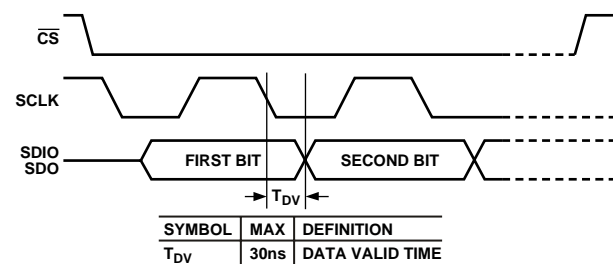 CS
SCLK
SDIO
SDO
FIRST BIT
SECOND BIT
TDV
SYMBOL MAX DEFINITION
TDV 30ns DATA VALID TIME